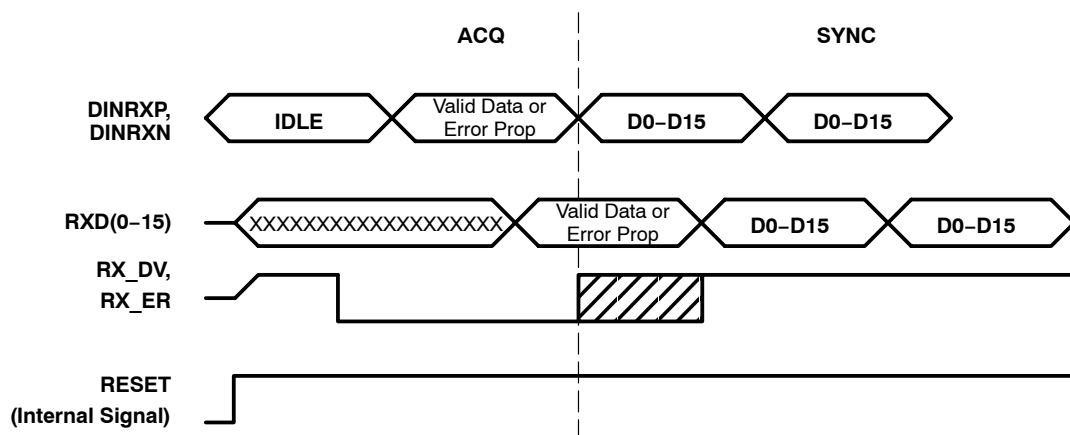 ACQ SYNC
DINRXP,
DINRXN
IDLE
Valid Data or
Error Prop
D0–D15
D0–D15
RXD(0–15)
XXXXXXXXXXXXXXXXXXX
Valid Data or
Error Prop
D0–D15
D0–D15
RX_DV,
RX_ER
RESET
(Internal Signal)